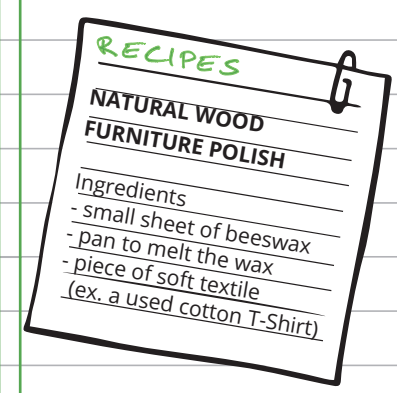 RECIPES
NATURAL WOOD
FURNITURE POLISH
Ingredients
- small sheet of beeswax
- pan to melt the wax
- piece of soft textile
(ex. a used cotton T-Shirt)